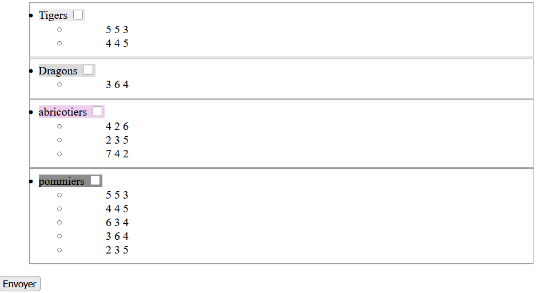 Tigers
5 5 3
4 4 5
Dragons
3 6 4
abricotiers
4 2 6
2 3 5
7 4 2
pommiers
5 5 3
4 4 5
6 3 4
3 6 4
2 3 5
Envoyer